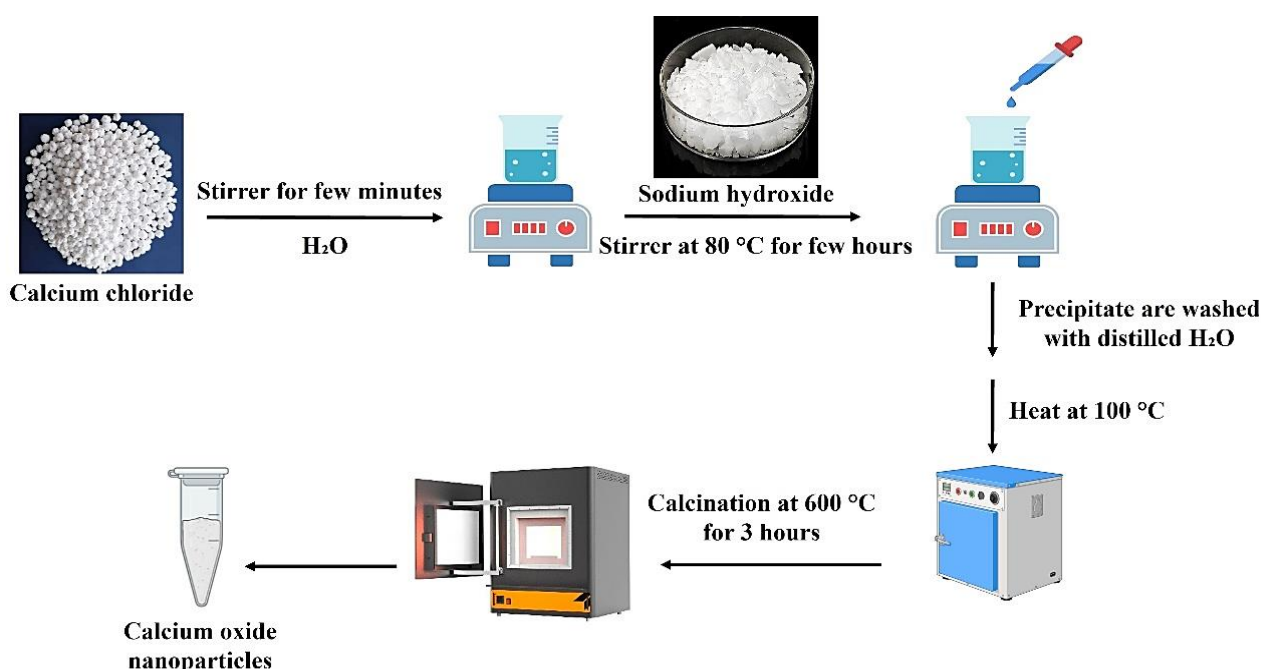 Calcium chloride
Stirrer for few minutes
H₂O
Sodium hydroxide
Stirrer at 80 °C for few hours
Precipitate are washed
with distilled H₂O
Heat at 100 °C
Calcination at 600 °C
for 3 hours
Calcium oxide
nanoparticles